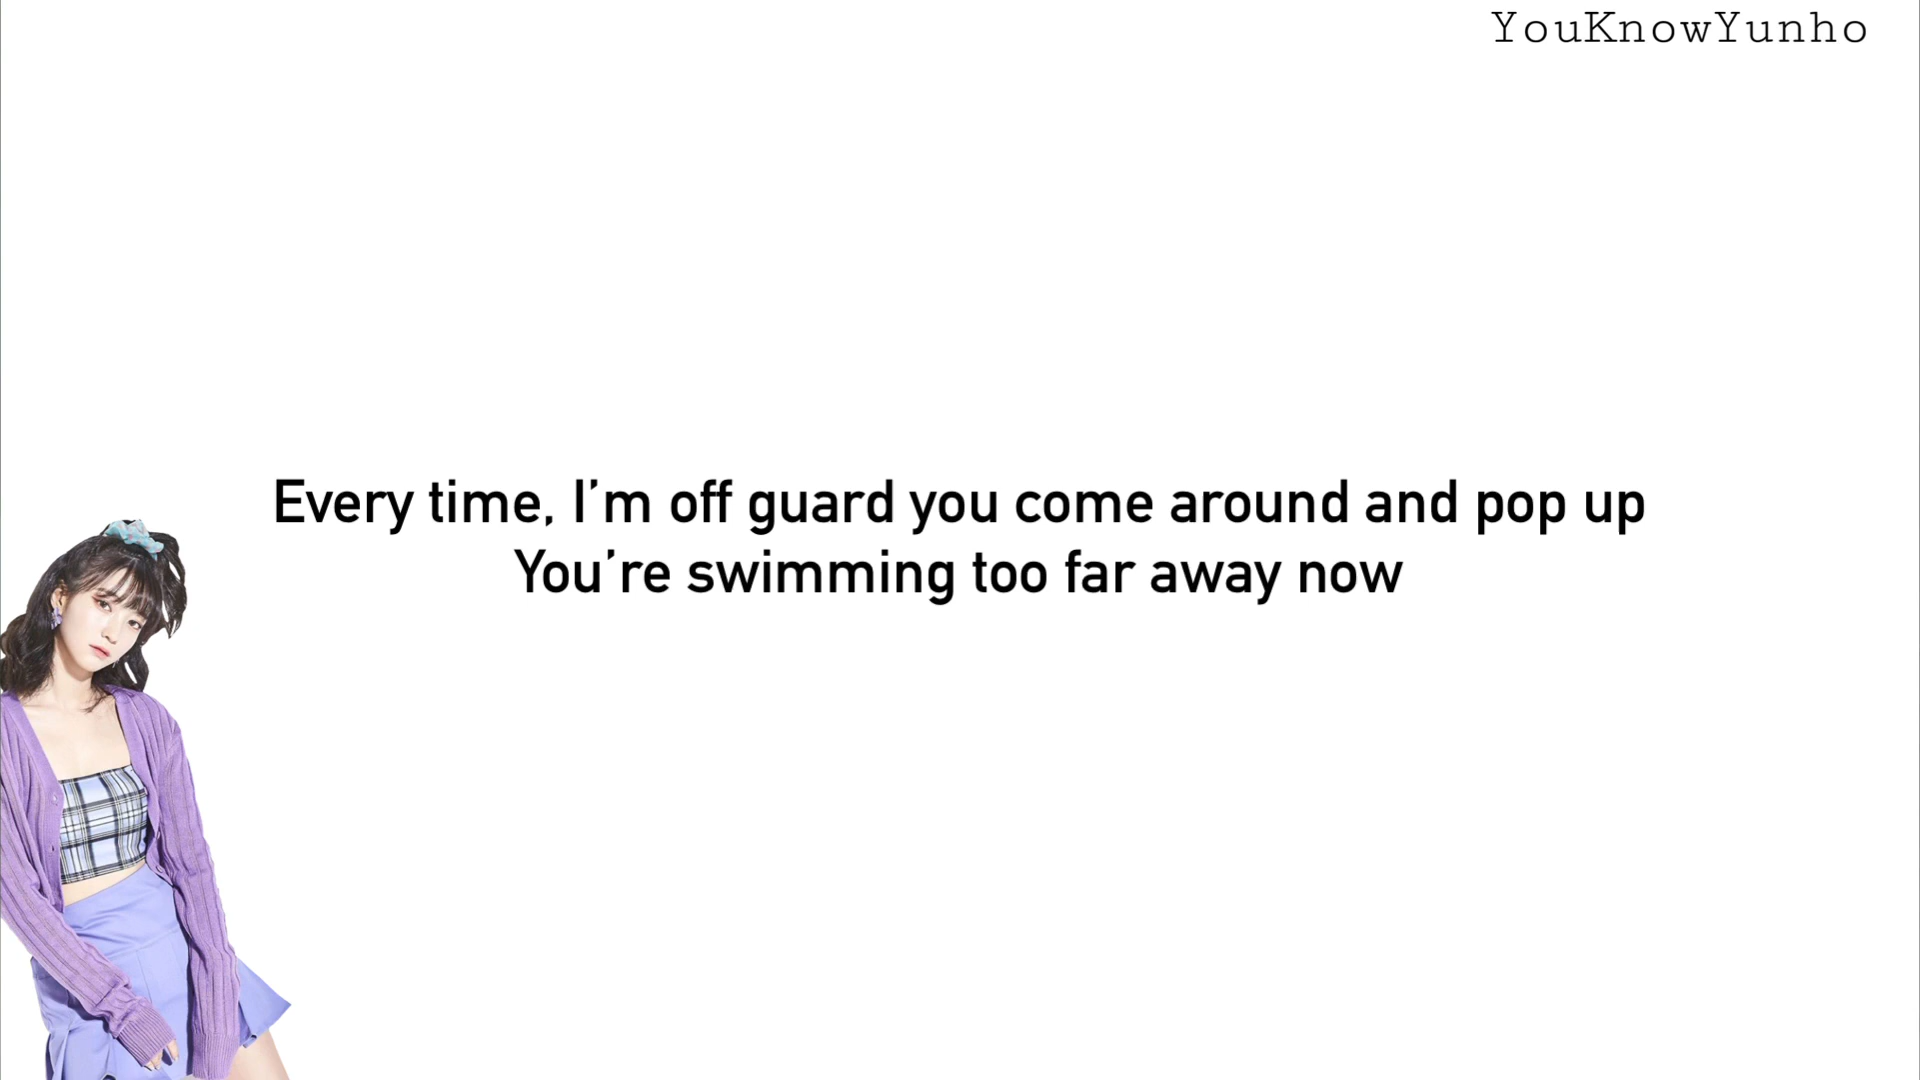 YouKnowYunho
Every time, I’m off guard you come around and pop up
You’re swimming too far away now